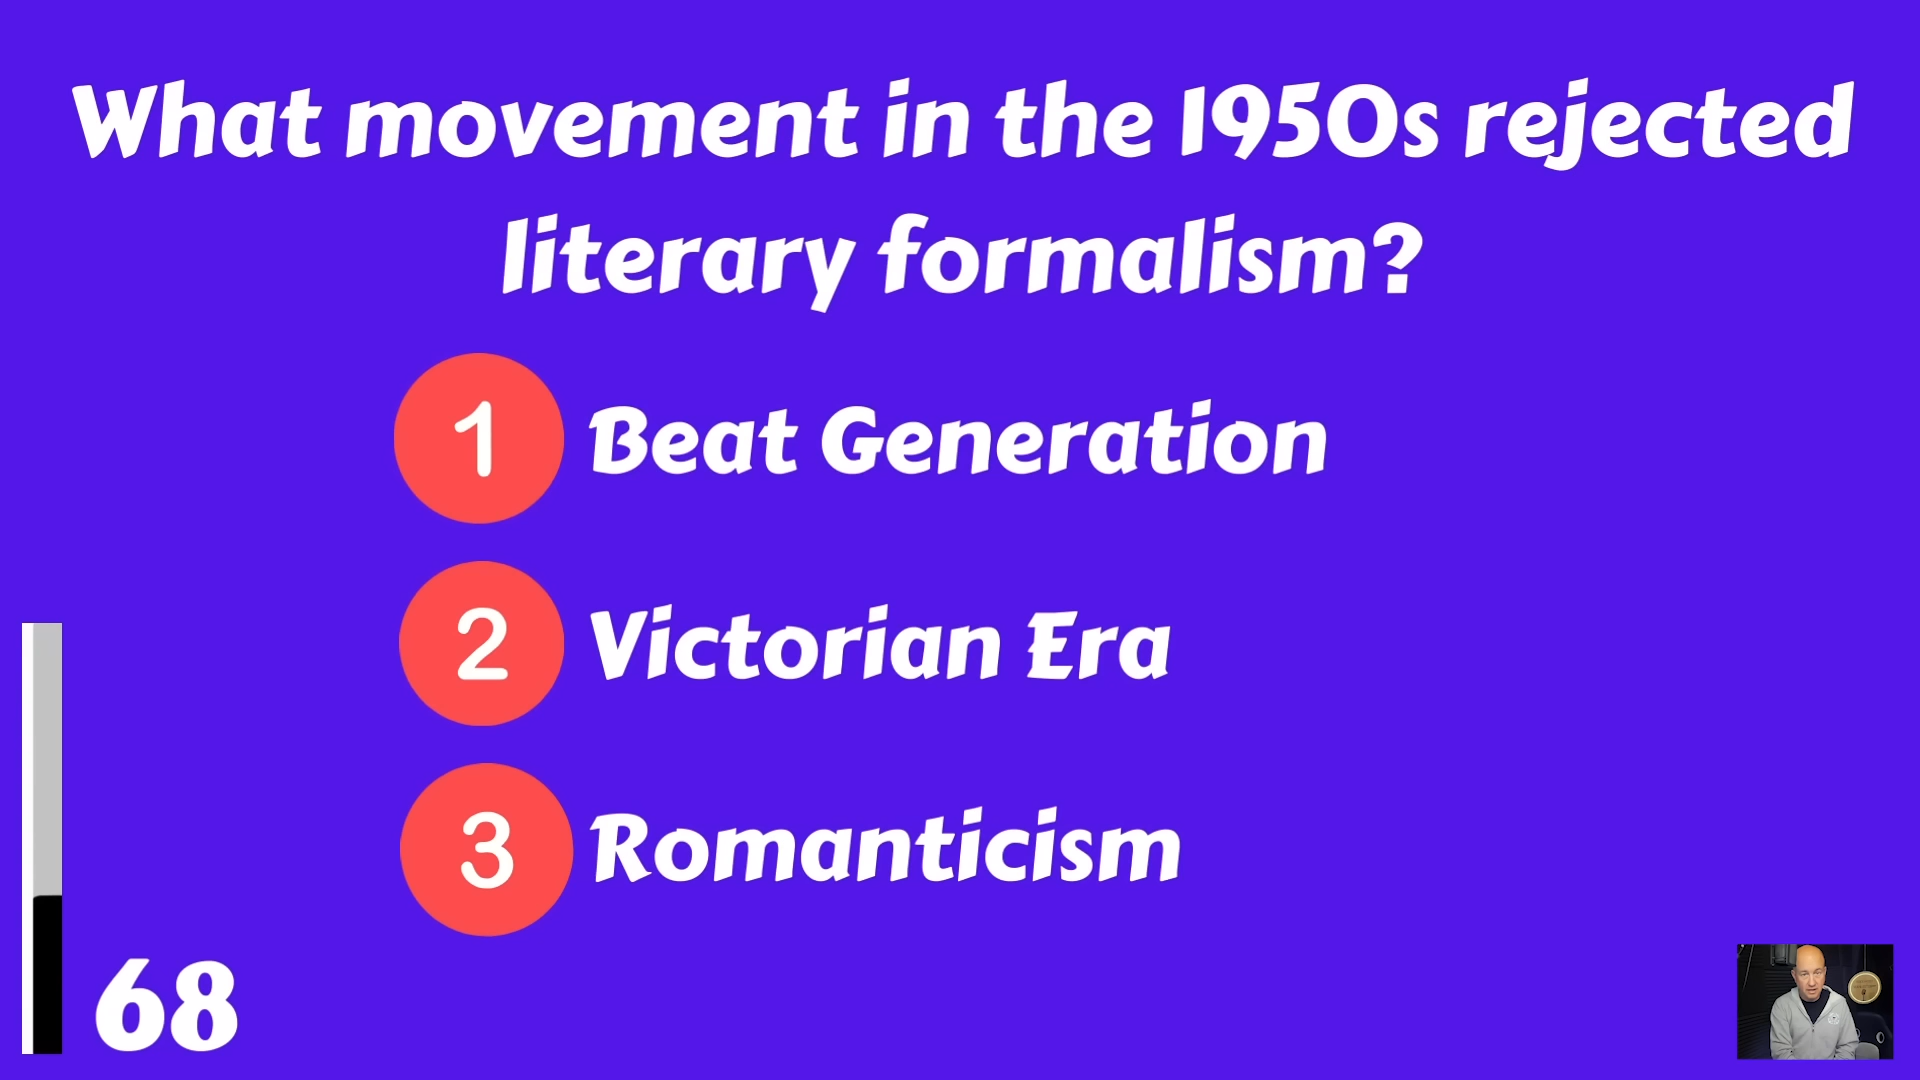 What movement in the 1950s rejected
literary formalism?
1 Beat Generation
2 Victorian Era
3 Romanticism
68